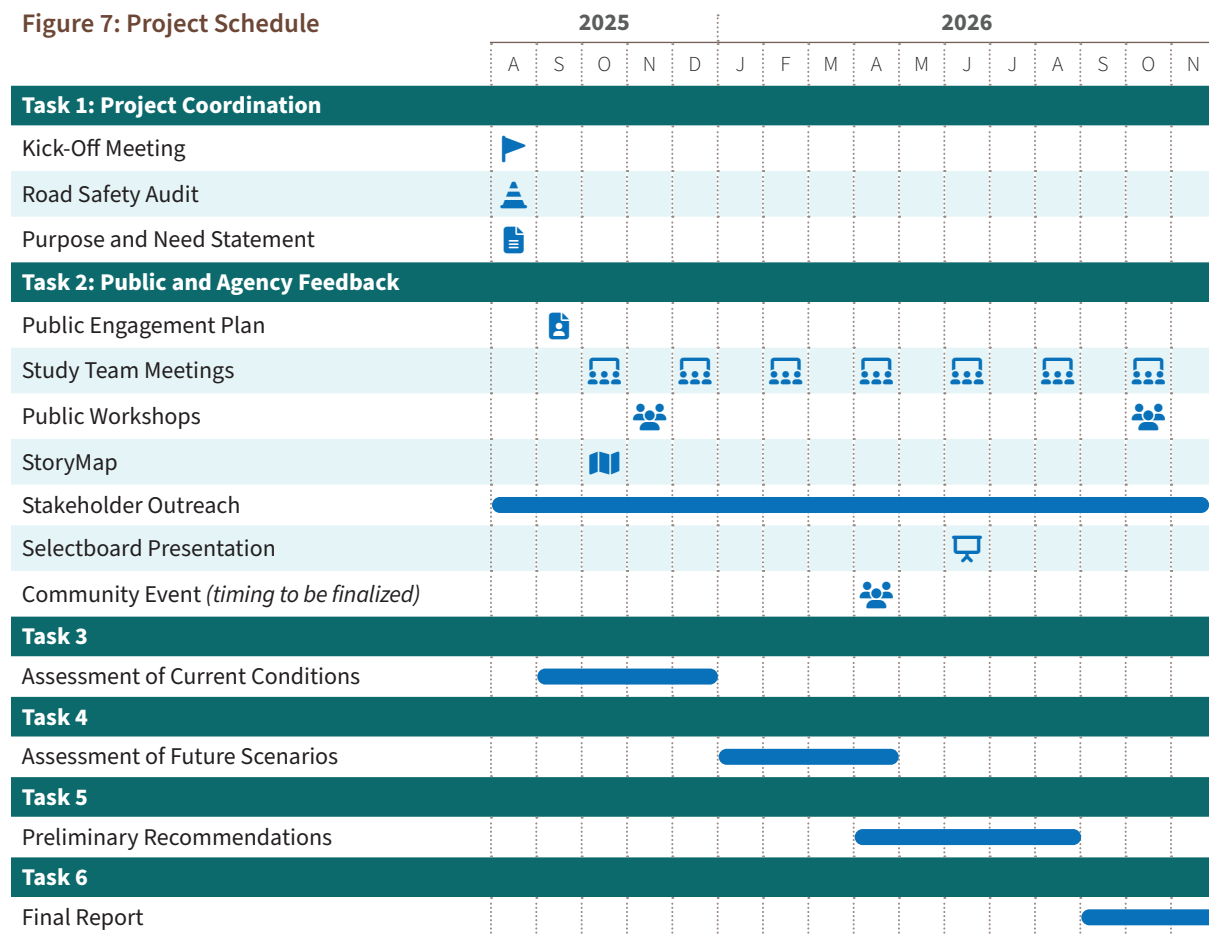 Figure 7: Project Schedule
2025 2026
A S O N D J F M A M J J A S O N
Task 1: Project Coordination
Kick-Off Meeting
Road Safety Audit
Purpose and Need Statement
Task 2: Public and Agency Feedback
Public Engagement Plan
Study Team Meetings
Public Workshops
StoryMap
Stakeholder Outreach
Selectboard Presentation
Community Event (timing to be finalized)
Task 3
Assessment of Current Conditions
Task 4
Assessment of Future Scenarios
Task 5
Preliminary Recommendations
Task 6
Final Report